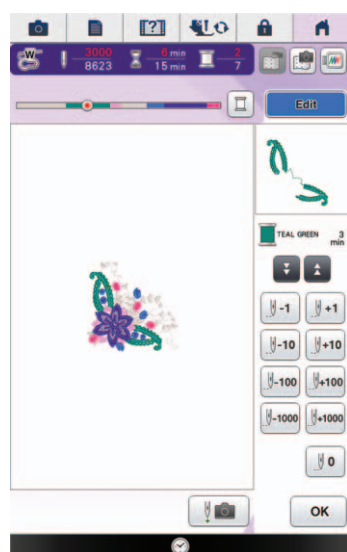 [?]
W 3000 6 min 2
8623 15 min 7
Edit
TEAL GREEN 3
min
-1 +1
-10 +10
-100 +100
-1000 +1000
0
OK